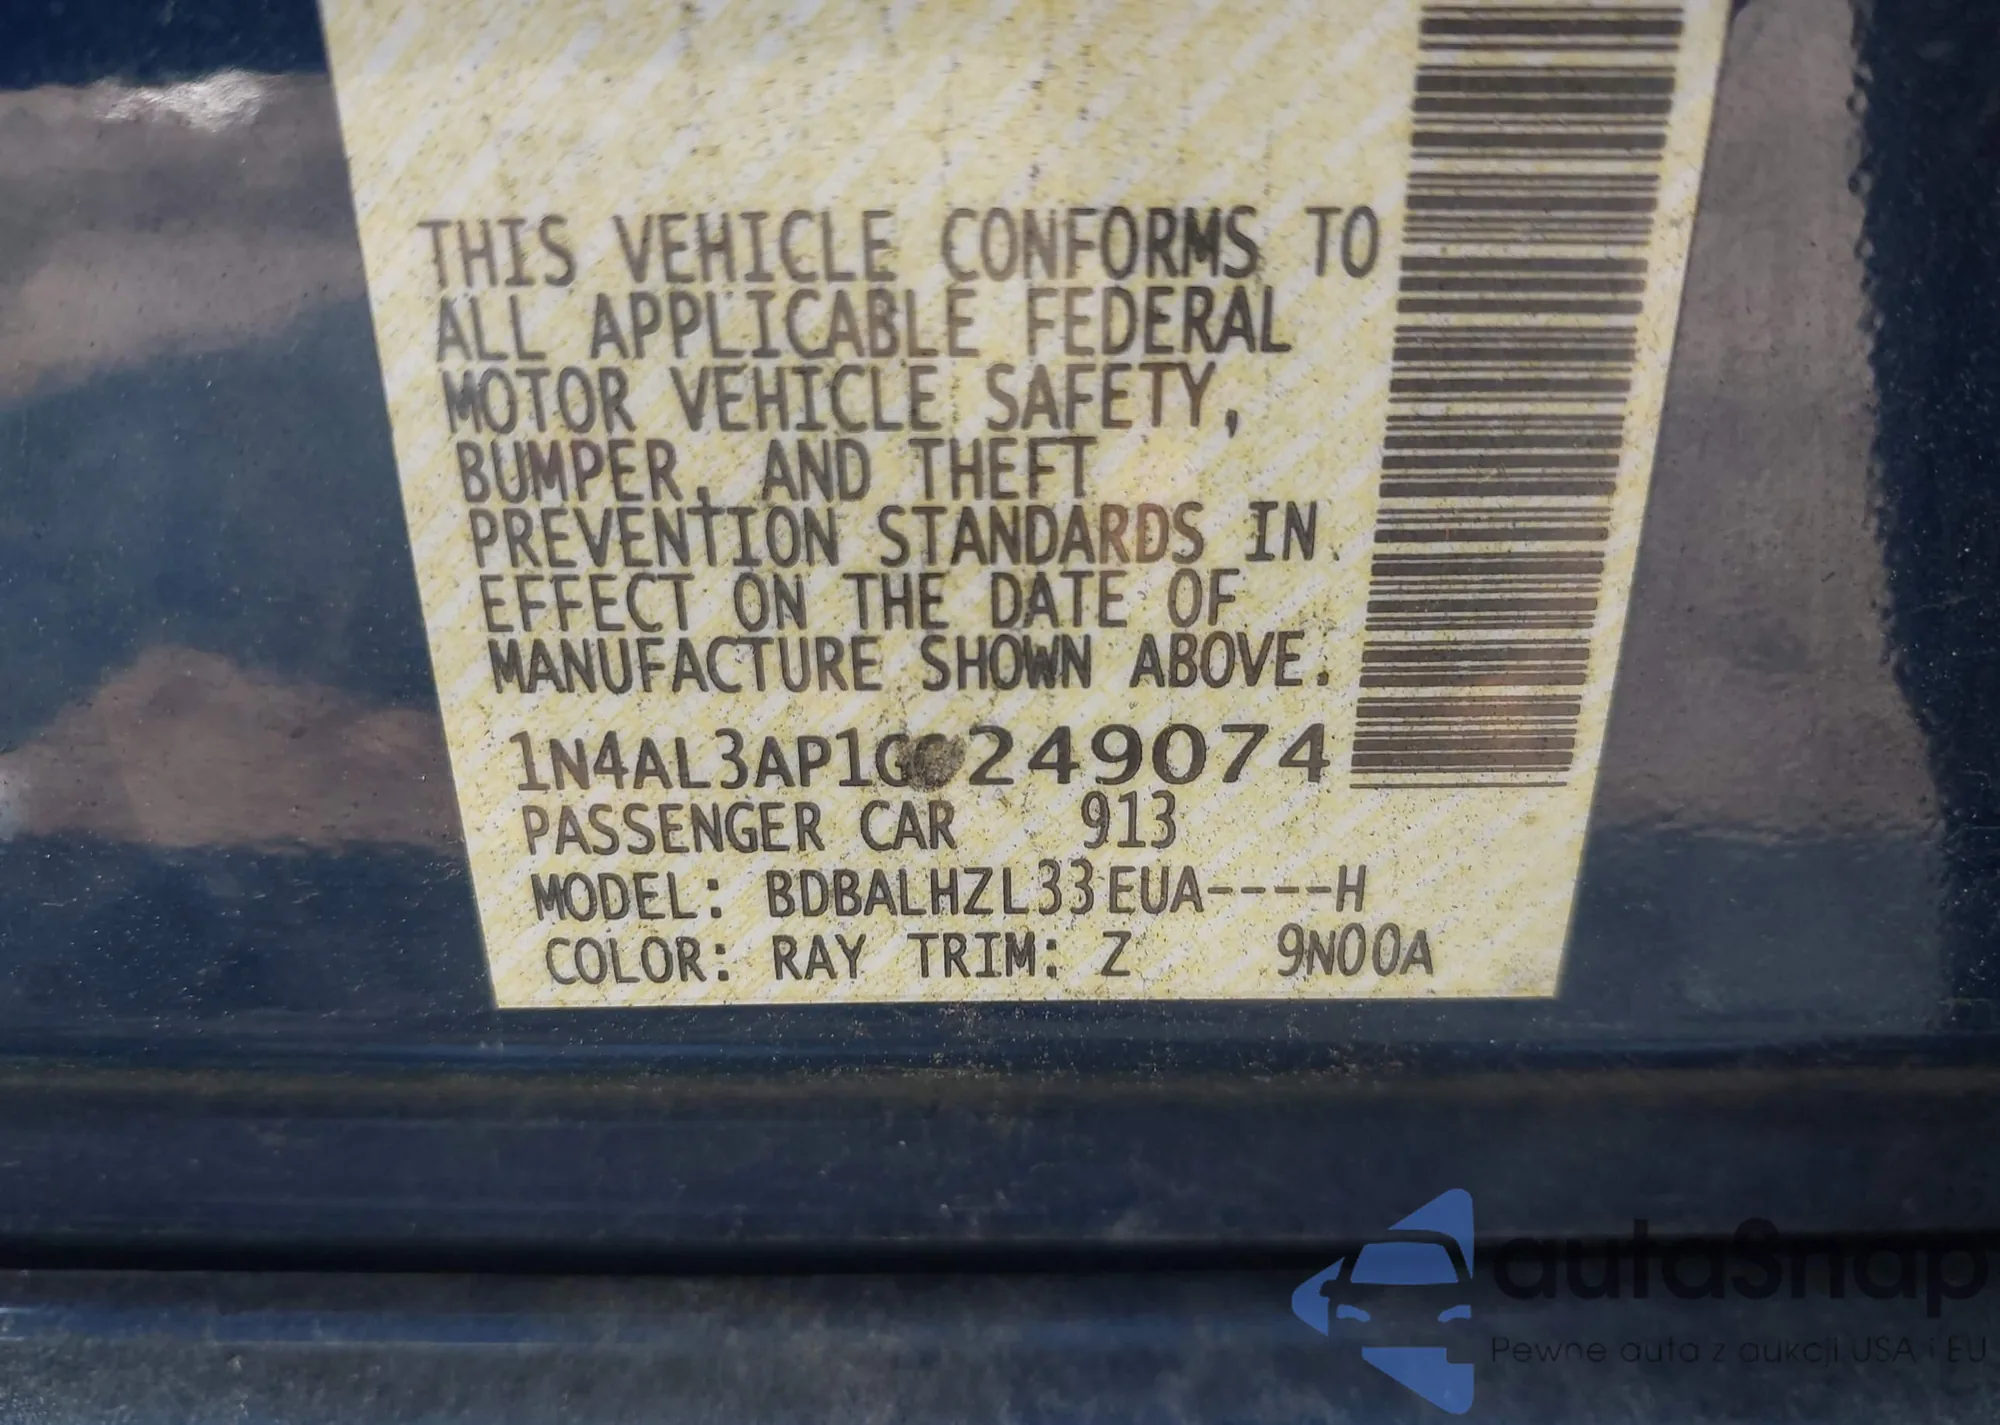 THIS VEHICLE CONFORMS TO
ALL APPLICABLE FEDERAL
MOTOR VEHICLE SAFETY,
BUMPER, AND THEFT
PREVENTION STANDARDS IN
EFFECT ON THE DATE OF
MANUFACTURE SHOWN ABOVE.
1N4AL3AP1GC249074
PASSENGER CAR 913
MODEL: BDBALHZL33EUA----H
COLOR: RAY TRIM: Z 9N00A
autaSnap
Pewne auta z aukcji USA i EU